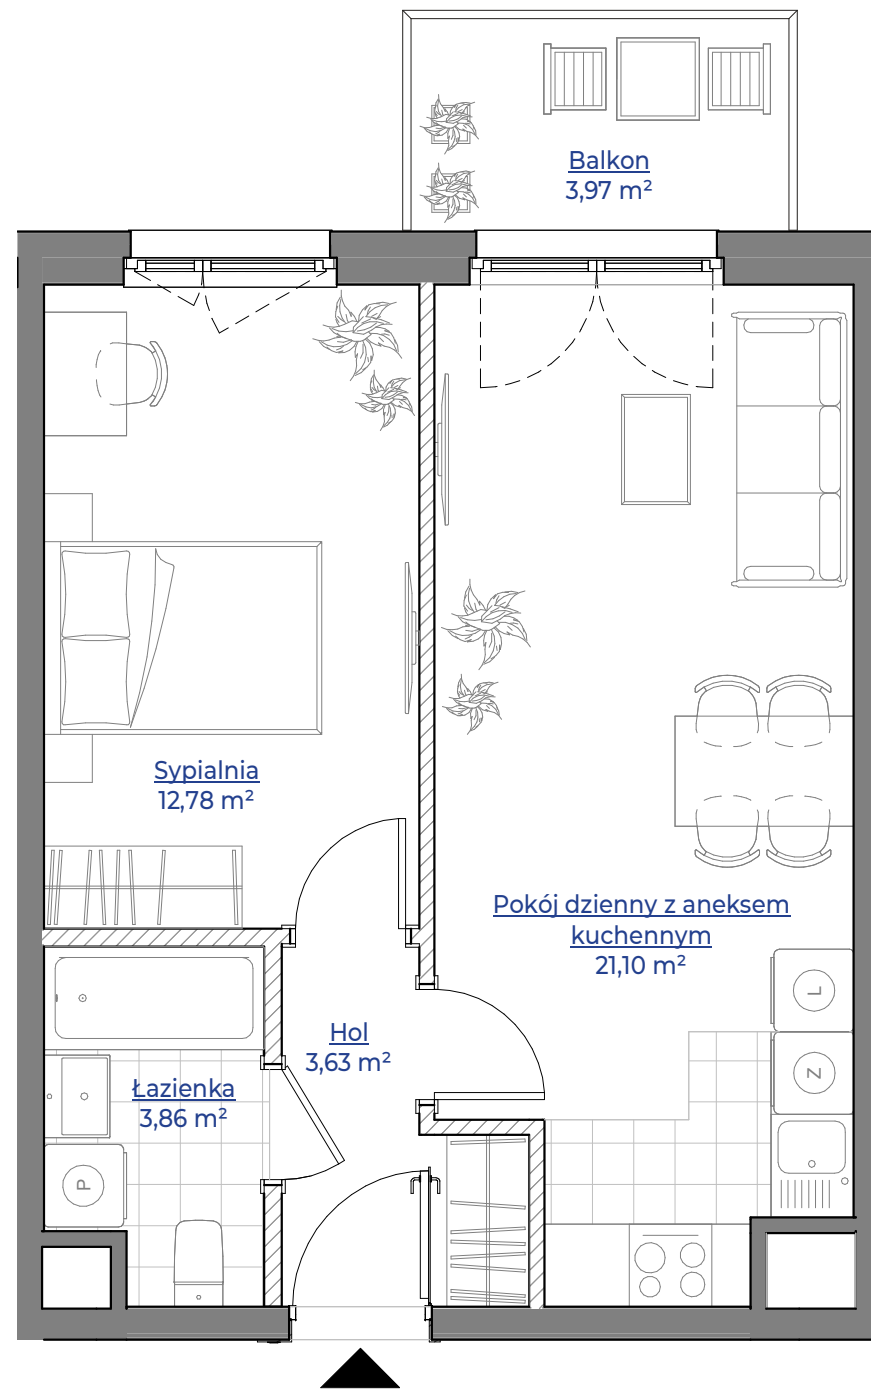 Balkon
3,97 m²
Sypialnia
12,78 m²
Pokój dzienny z aneksem
kuchennym
21,10 m²
L
Hol
3,63 m²
Z
Łazienka
3,86 m²
P